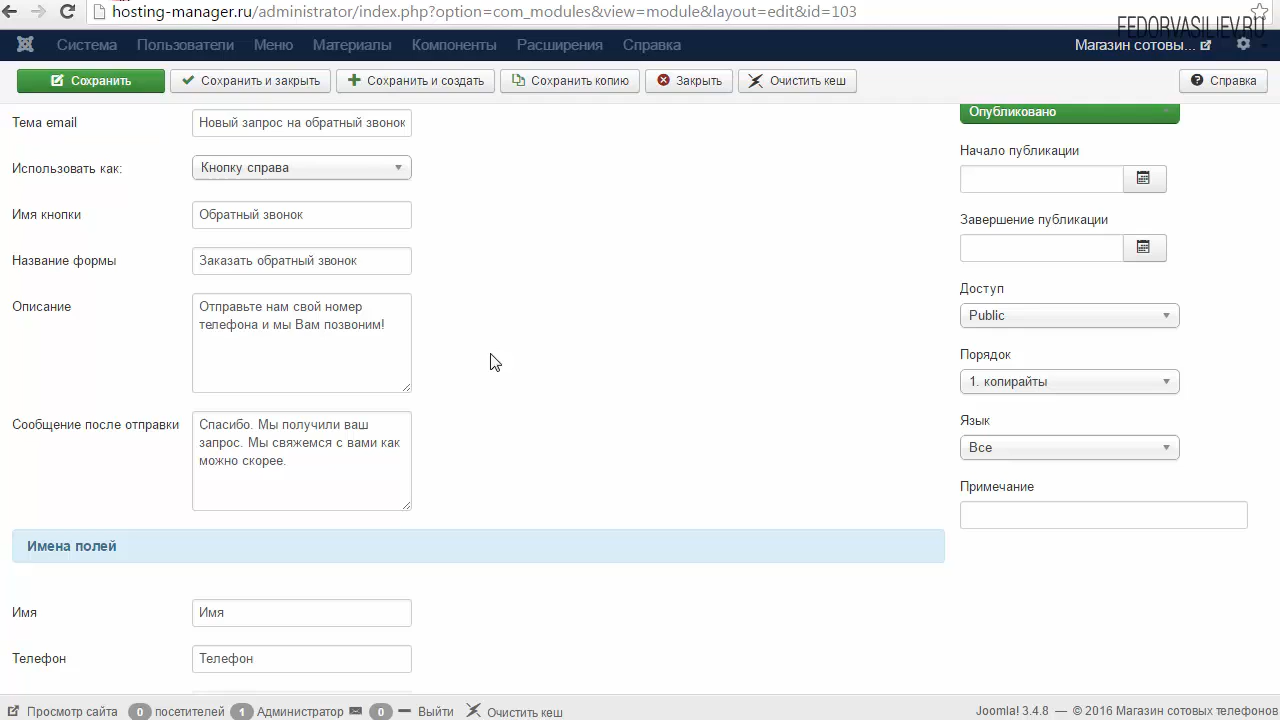 hosting-manager.ru/administrator/index.php?option=com_modules&view=module&layout=edit&id=103
FEDORVASILIEV.RU
Система Пользователи Меню Материалы Компоненты Расширения Справка Магазин сотовы...
Сохранить Сохранить и закрыть Сохранить и создать Сохранить копию Закрыть Очистить кеш Справка
Тема email Новый запрос на обратный звонок
Использовать как: Кнопку справа
Имя кнопки Обратный звонок
Название формы Заказать обратный звонок
Описание Отправьте нам свой номер
телефона и мы Вам позвоним!
Сообщение после отправки Спасибо. Мы получили ваш
запрос. Мы свяжемся с вами как
можно скорее.
Имена полей
Имя Имя
Телефон Телефон
Опубликовано
Начало публикации
Завершение публикации
Доступ
Public
Порядок
1. копирайты
Язык
Все
Примечание
Просмотр сайта 0 посетителей 1 Администратор 0 Выйти Очистить кеш Joomla! 3.4.8 — © 2016 Магазин сотовых телефонов